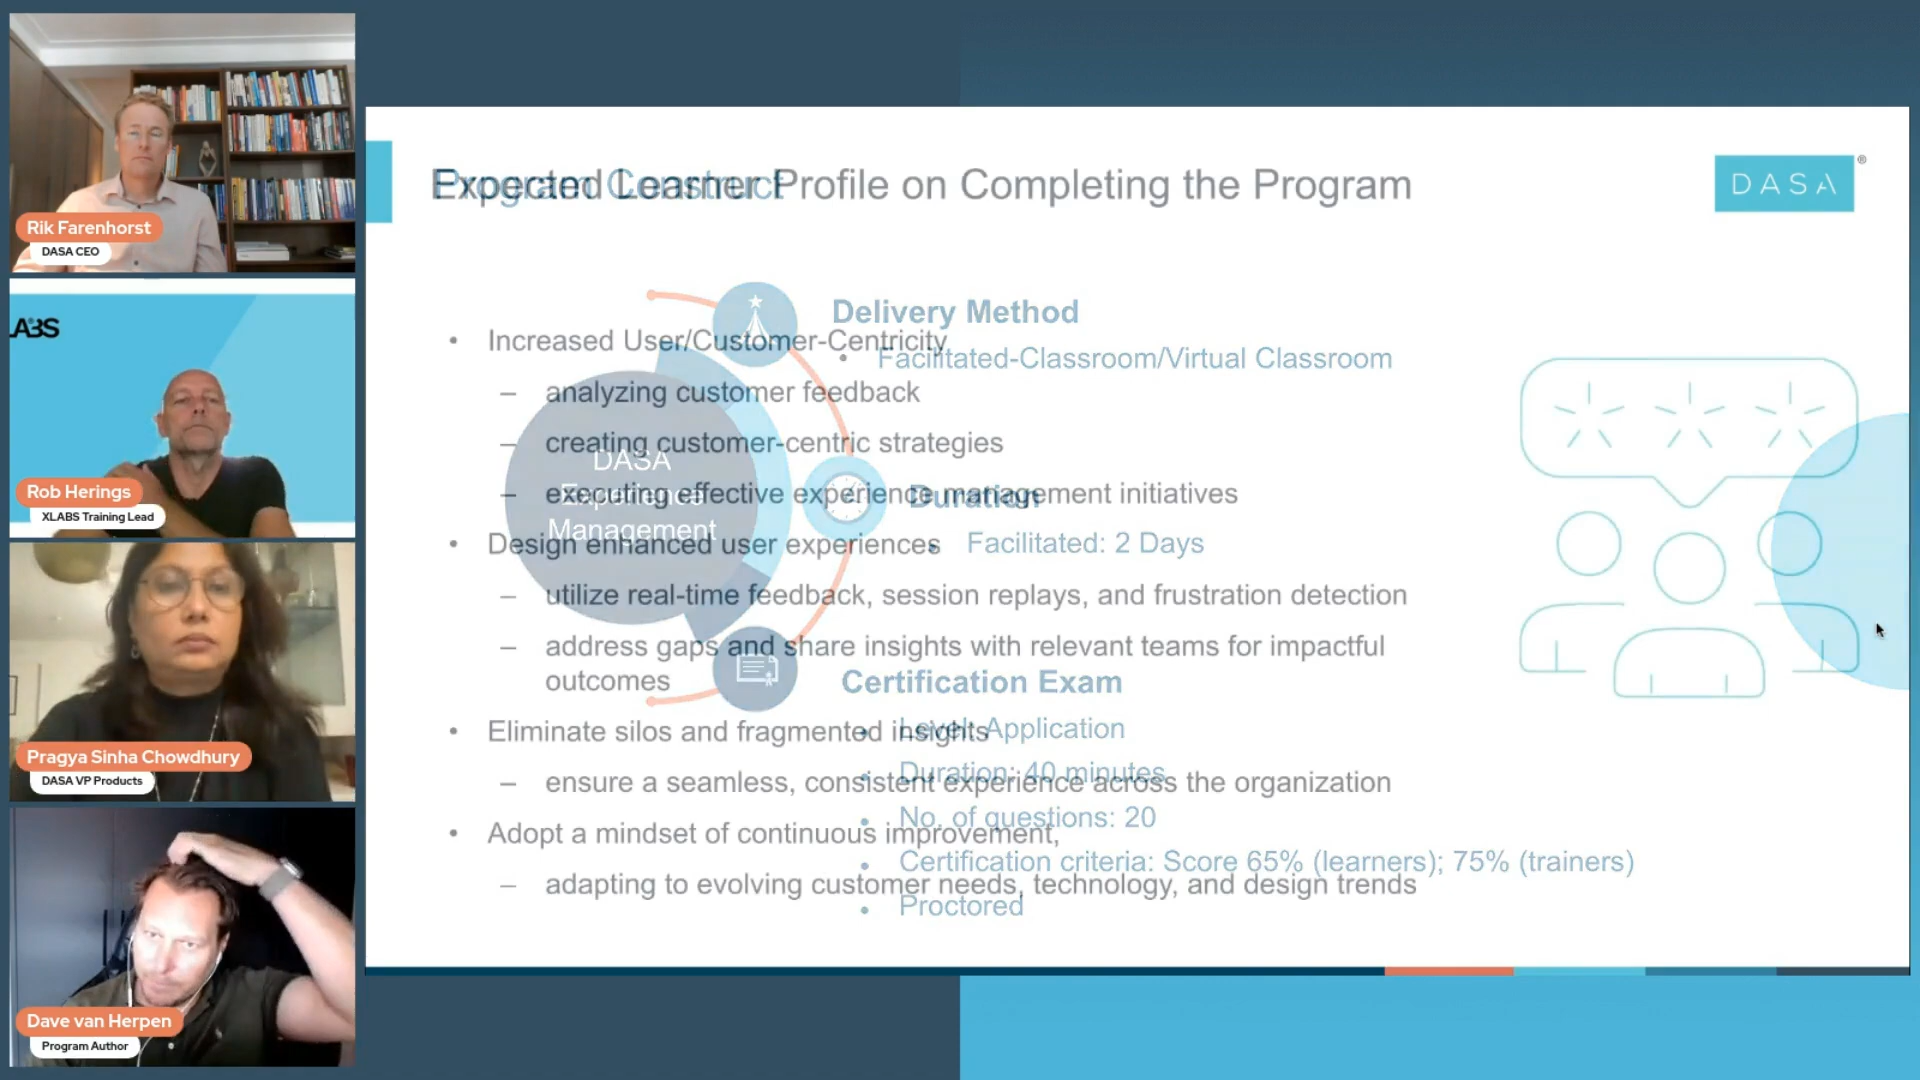 Rik Farenhorst
DASA CEO
LABS
Rob Herings
XLABS Training Lead
Pragya Sinha Chowdhury
DASA VP Products
Dave van Herpen
Program Author
Expected Learner Profile on Completing the Program
Program Construct
DASA®
• Increased User/Customer-Centricity
– analyzing customer feedback
– creating customer-centric strategies
– executing effective experience management initiatives
• Design enhanced user experiences
– utilize real-time feedback, session replays, and frustration detection
– address gaps and share insights with relevant teams for impactful
outcomes
• Eliminate silos and fragmented insights
– ensure a seamless, consistent experience across the organization
• Adopt a mindset of continuous improvement,
– adapting to evolving customer needs, technology, and design trends
DASA
Experience
Management
Delivery Method
• Facilitated-Classroom/Virtual Classroom
Duration
• Facilitated: 2 Days
Certification Exam
• Level: Application
• Duration: 40 minutes
• No. of questions: 20
• Certification criteria: Score 65% (learners); 75% (trainers)
• Proctored